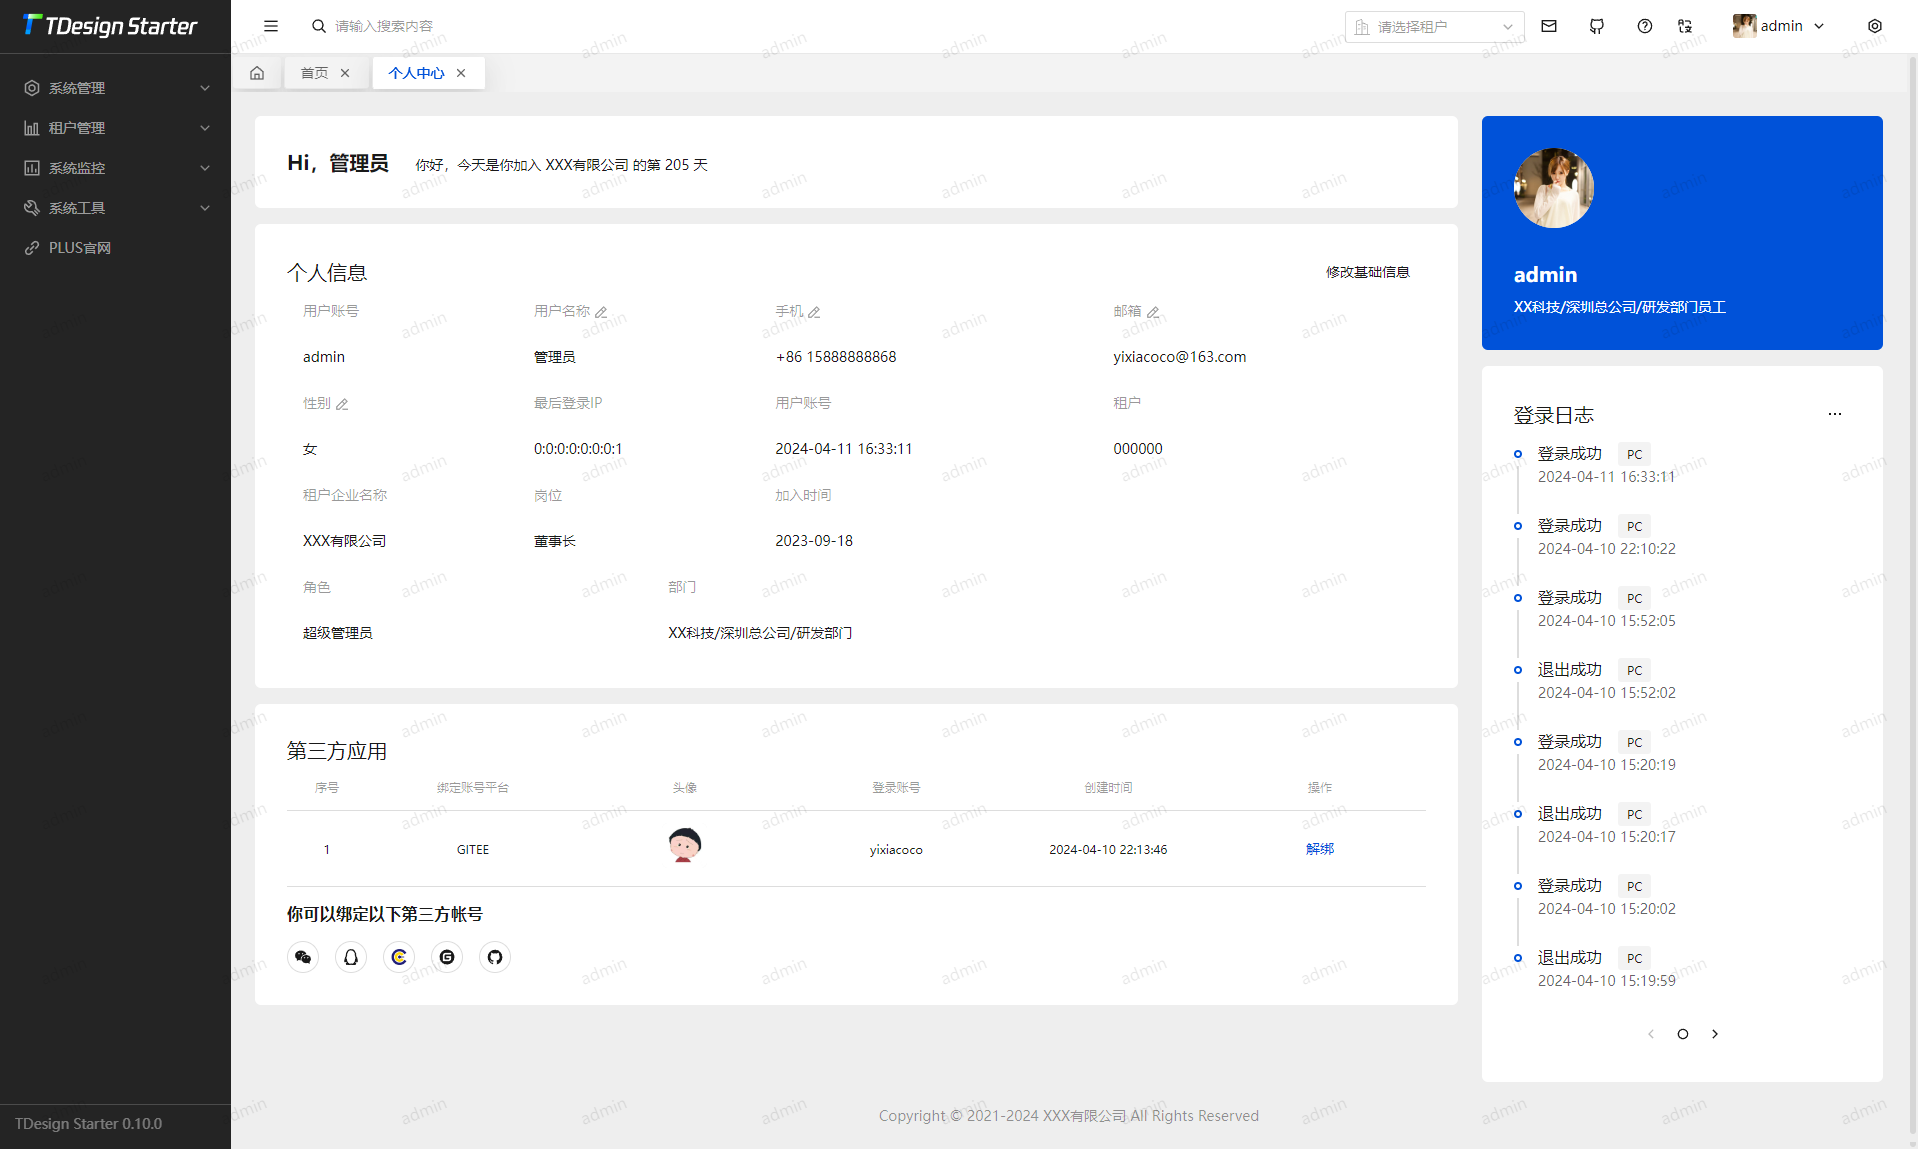 TDesign Starter
请输入搜索内容
请选择租户
admin
系统管理
租户管理
系统监控
系统工具
PLUS官网
首页
个人中心
Hi，管理员
你好，今天是你加入 XXX有限公司 的第 205 天
个人信息
修改基础信息
用户账号 用户名称 手机 邮箱
admin 管理员 +86 15888888868 yixiacoco@163.com
性别 最后登录IP 用户账号 租户
女 0:0:0:0:0:0:0:1 2024-04-11 16:33:11 000000
租户企业名称 岗位 加入时间
XXX有限公司 董事长 2023-09-18
角色 部门
超级管理员 XX科技/深圳总公司/研发部门
第三方应用
序号 绑定账号平台 头像 登录账号 创建时间 操作
1 GITEE yixiacoco 2024-04-10 22:13:46 解绑
你可以绑定以下第三方帐号
admin
XX科技/深圳总公司/研发部门员工
登录日志
登录成功 PC
2024-04-11 16:33:11
登录成功 PC
2024-04-10 22:10:22
登录成功 PC
2024-04-10 15:52:05
退出成功 PC
2024-04-10 15:52:02
登录成功 PC
2024-04-10 15:20:19
退出成功 PC
2024-04-10 15:20:17
登录成功 PC
2024-04-10 15:20:02
退出成功 PC
2024-04-10 15:19:59
Copyright © 2021-2024 XXX有限公司 All Rights Reserved
TDesign Starter 0.10.0